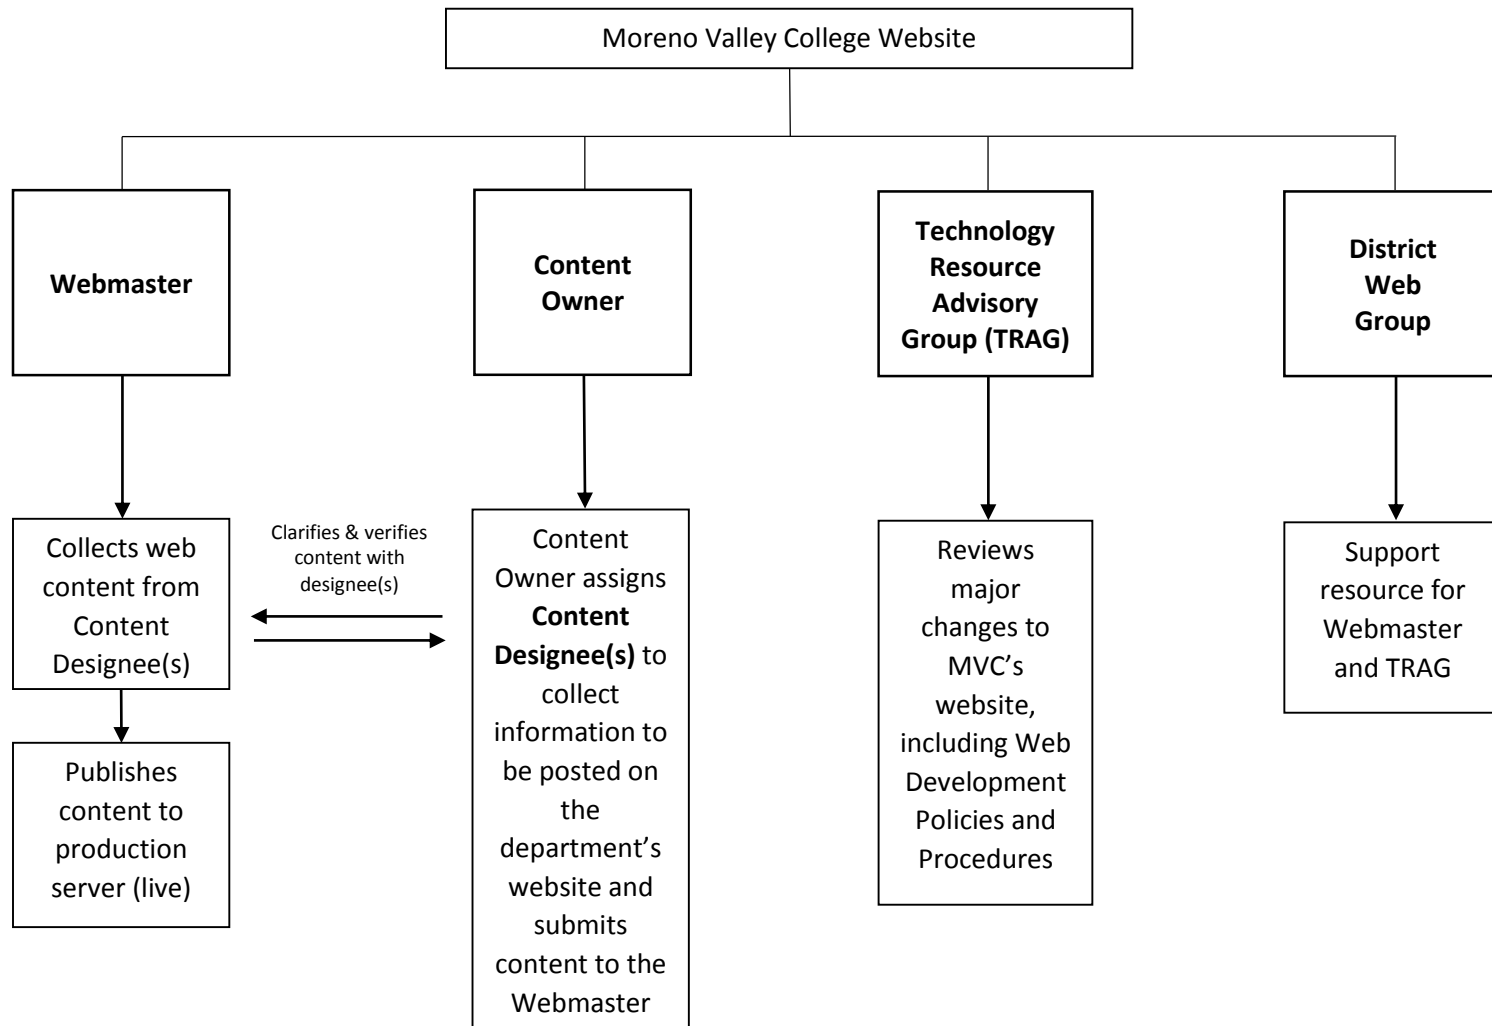 Moreno Valley College Website
Webmaster
Content
Owner
Technology
Resource
Advisory
Group (TRAG)
District
Web
Group
Collects web
content from
Content
Designee(s)
Clarifies & verifies
content with
designee(s)
Content
Owner assigns
Content
Designee(s) to
collect
information to
be posted on
the
department’s
website and
submits
content to the
Webmaster
Reviews
major
changes to
MVC’s
website,
including Web
Development
Policies and
Procedures
Support
resource for
Webmaster
and TRAG
Publishes
content to
production
server (live)